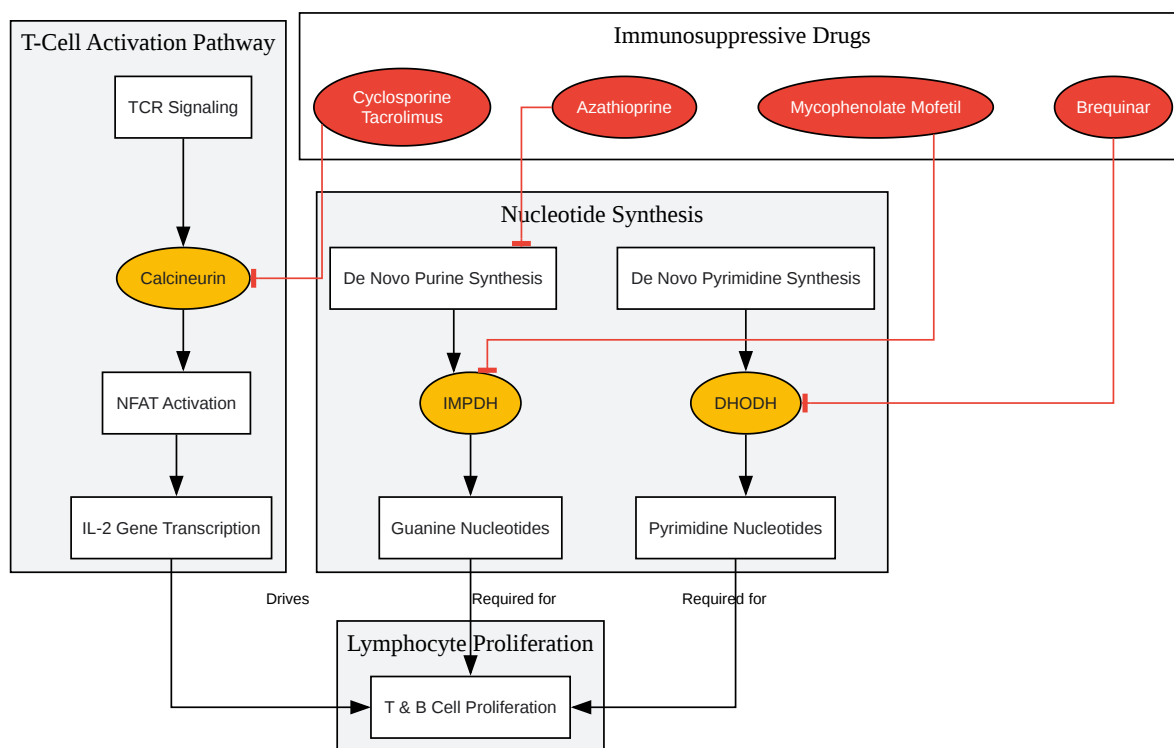 T-Cell Activation Pathway
TCR Signaling
Calcineurin
NFAT Activation
IL-2 Gene Transcription
Immunosuppressive Drugs
Cyclosporine
Tacrolimus
Azathioprine
Mycophenolate Mofetil
Brequinar
Nucleotide Synthesis
De Novo Purine Synthesis
De Novo Pyrimidine Synthesis
IMPDH
DHODH
Guanine Nucleotides
Pyrimidine Nucleotides
Drives
Required for
Required for
Lymphocyte Proliferation
T & B Cell Proliferation